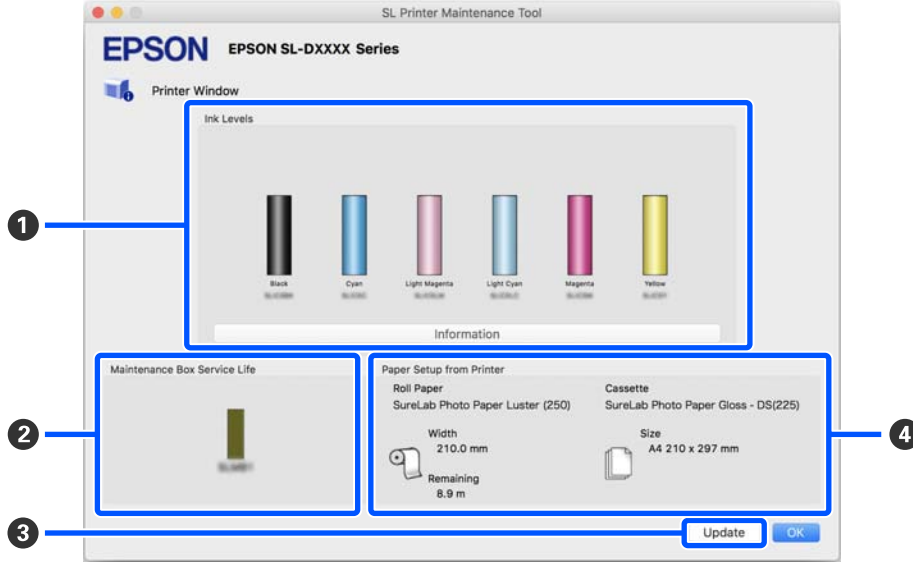 SL Printer Maintenance Tool
EPSON EPSON SL-DXXXX Series
Printer Window
Ink Levels
1
Black Cyan Light Magenta Light Cyan Magenta Yellow
Information
Maintenance Box Service Life
Paper Setup from Printer
Roll Paper
SureLab Photo Paper Luster (250)
Width
210.0 mm
Remaining
8.9 m
Cassette
SureLab Photo Paper Gloss - DS(225)
Size
A4 210 x 297 mm
2
4
3
Update OK